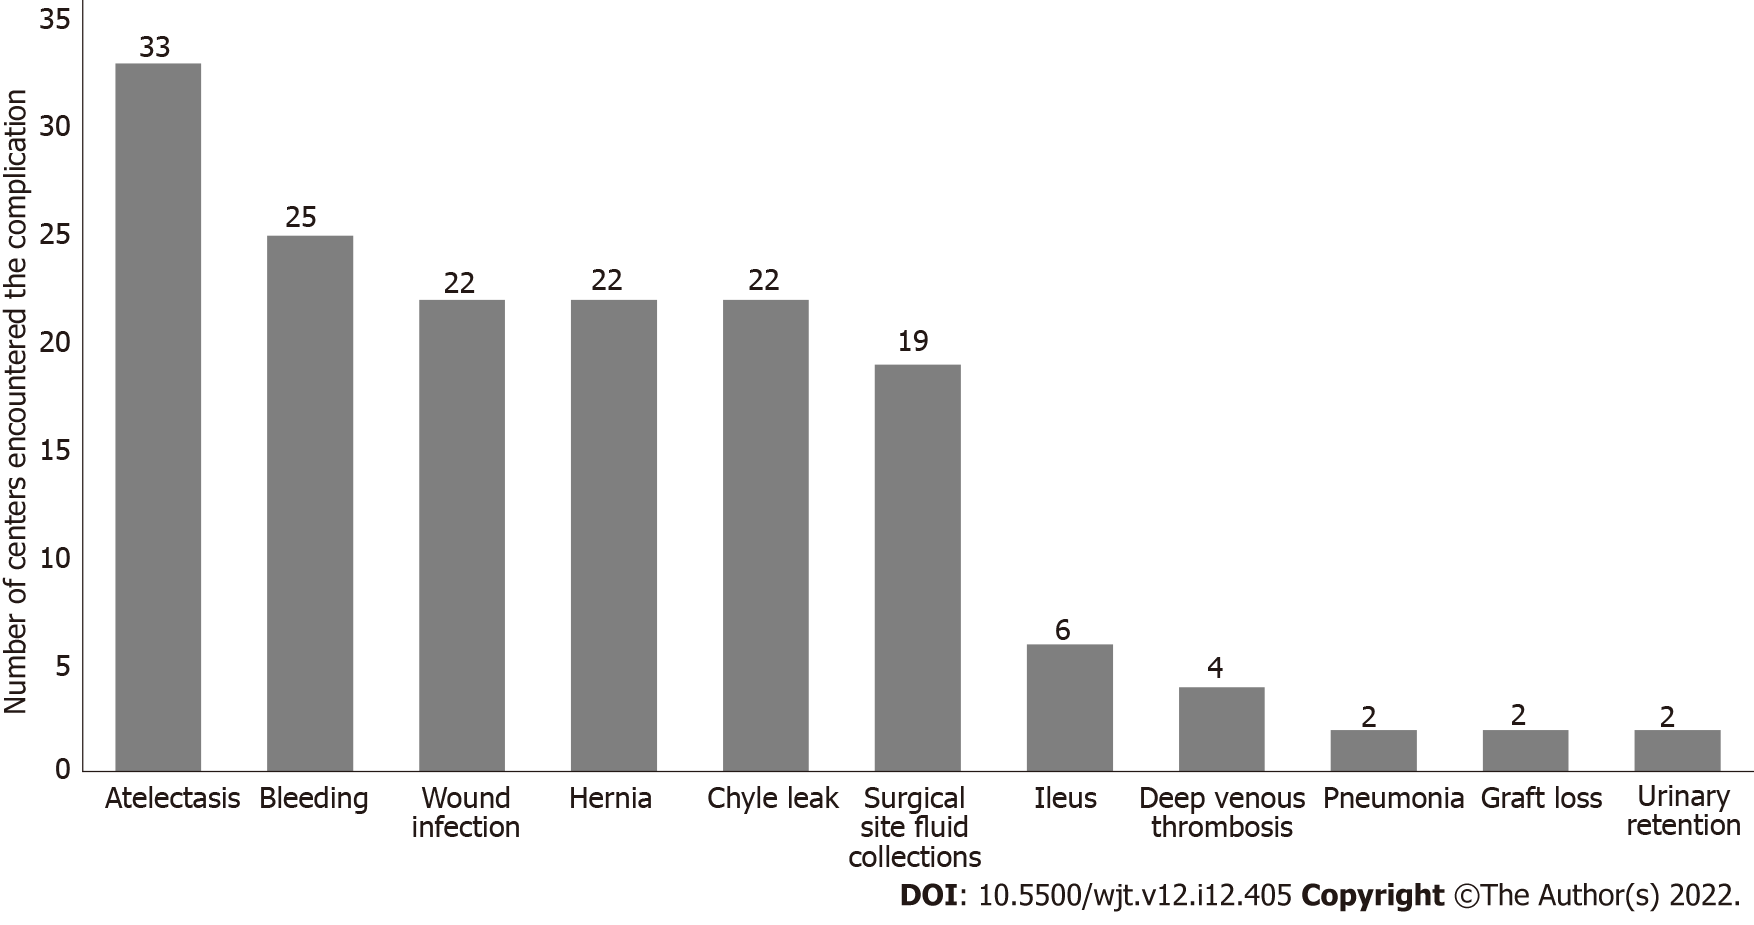 Number of centers encountered the complication
35
30
25
20
15
10
5
0
33
25
22
22
22
19
6
4
2
2
2
Atelectasis
Bleeding
Wound
infection
Hernia
Chyle leak
Surgical
site fluid
collections
Ileus
Deep venous
thrombosis
Pneumonia
Graft loss
Urinary
retention
DOI: 10.5500/wjt.v12.i12.405 Copyright ©The Author(s) 2022.